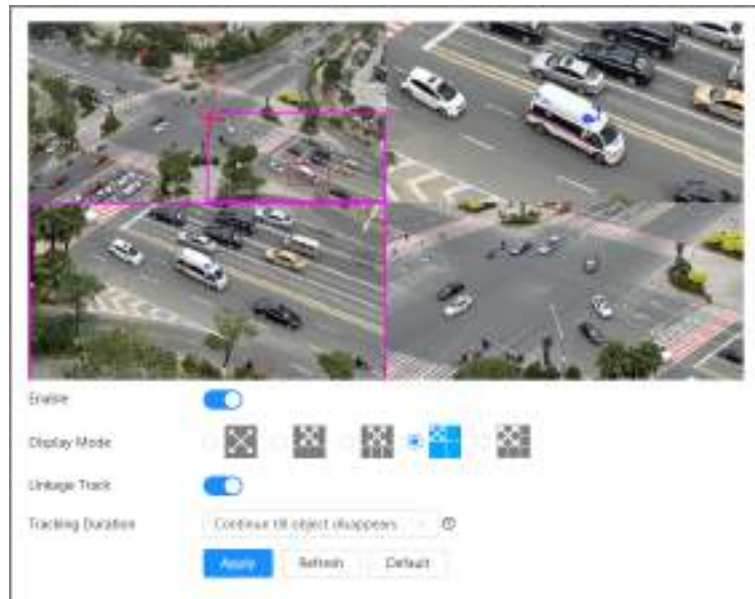 Enable
Display Mode
Linkage Track
Tracking Duration
Continue till object disappears
Apply
Refresh
Default